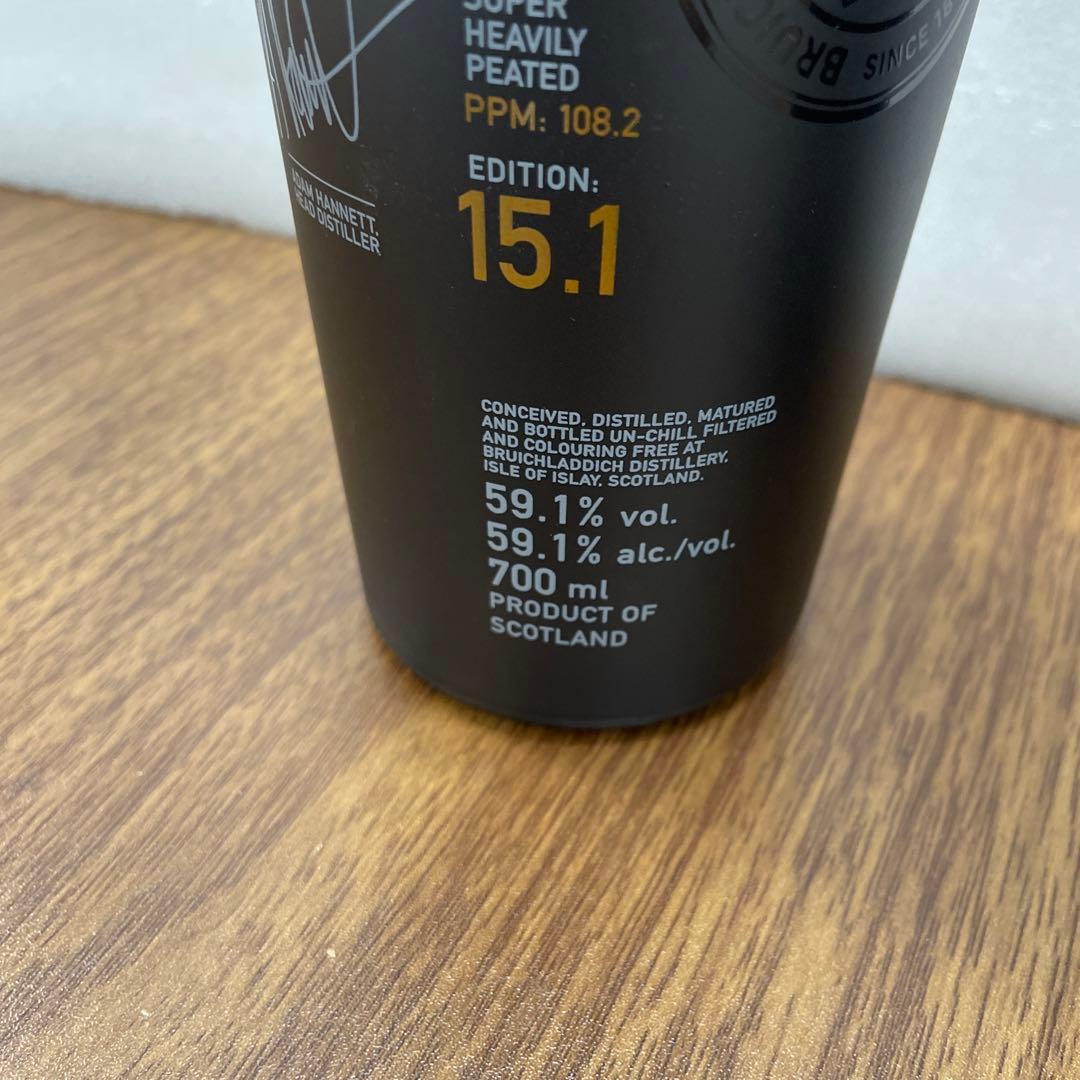 SUPER
HEAVILY
PEATED
PPM: 108.2
EDITION:
15.1
ADAM HANNETT,
HEAD DISTILLER
SINCE 18
CONCEIVED, DISTILLED, MATURED
AND BOTTLED UN-CHILL FILTERED
AND COLOURING FREE AT
BRUICHLADDICH DISTILLERY,
ISLE OF ISLAY, SCOTLAND.
59.1% vol.
59.1% alc./vol.
700 ml
PRODUCT OF
SCOTLAND